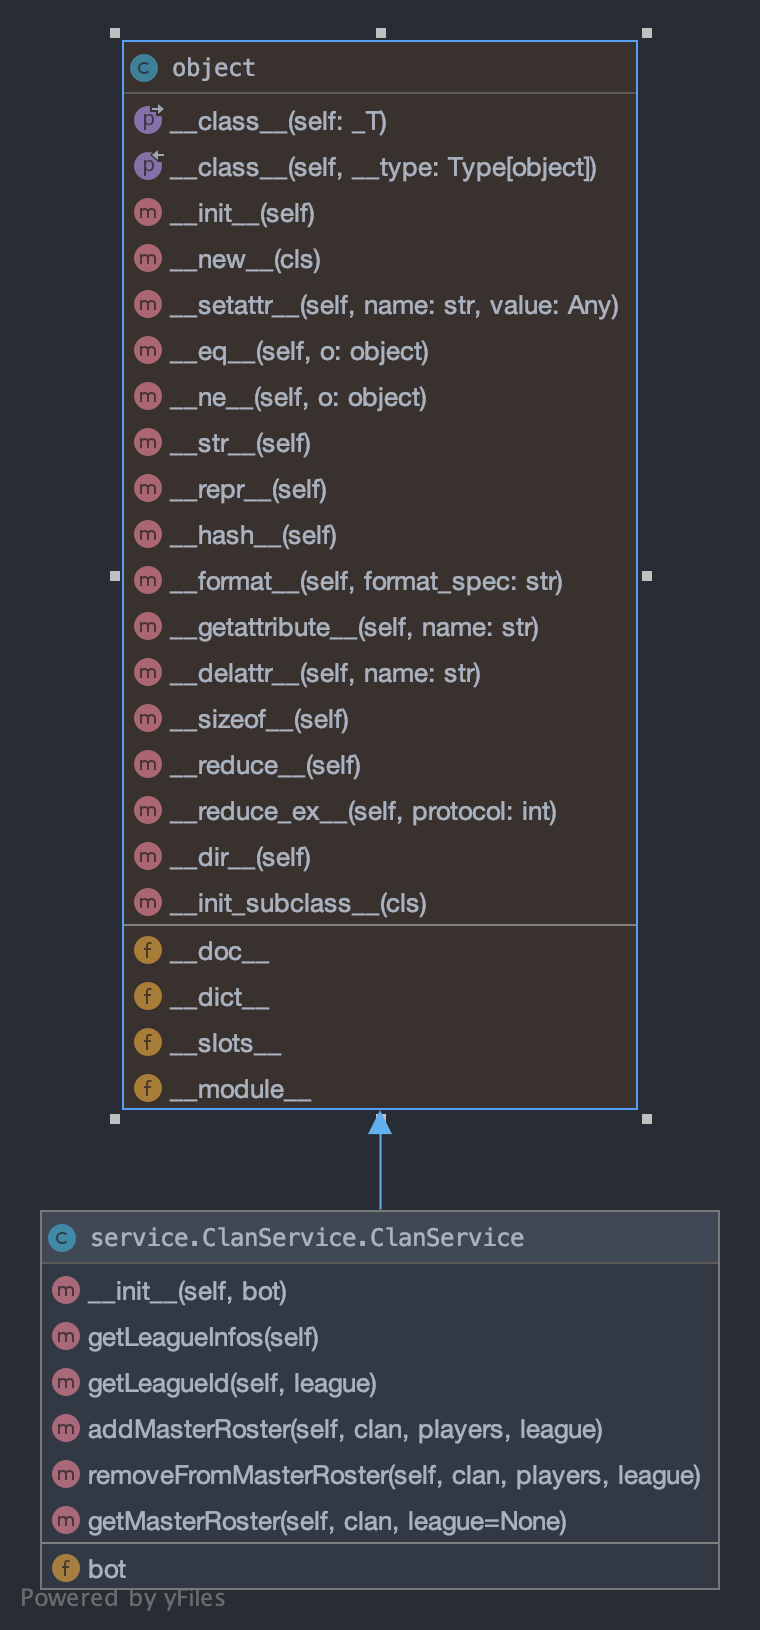 C object
p __class__(self: _T)
p __class__(self, __type: Type[object])
m __init__(self)
m __new__(cls)
m __setattr__(self, name: str, value: Any)
m __eq__(self, o: object)
m __ne__(self, o: object)
m __str__(self)
m __repr__(self)
m __hash__(self)
m __format__(self, format_spec: str)
m __getattribute__(self, name: str)
m __delattr__(self, name: str)
m __sizeof__(self)
m __reduce__(self)
m __reduce_ex__(self, protocol: int)
m __dir__(self)
m __init_subclass__(cls)
f __doc__
f __dict__
f __slots__
f __module__
C service.ClanService.ClanService
m __init__(self, bot)
m getLeagueInfos(self)
m getLeagueId(self, league)
m addMasterRoster(self, clan, players, league)
m removeFromMasterRoster(self, clan, players, league)
m getMasterRoster(self, clan, league=None)
f bot
Powered by yFiles